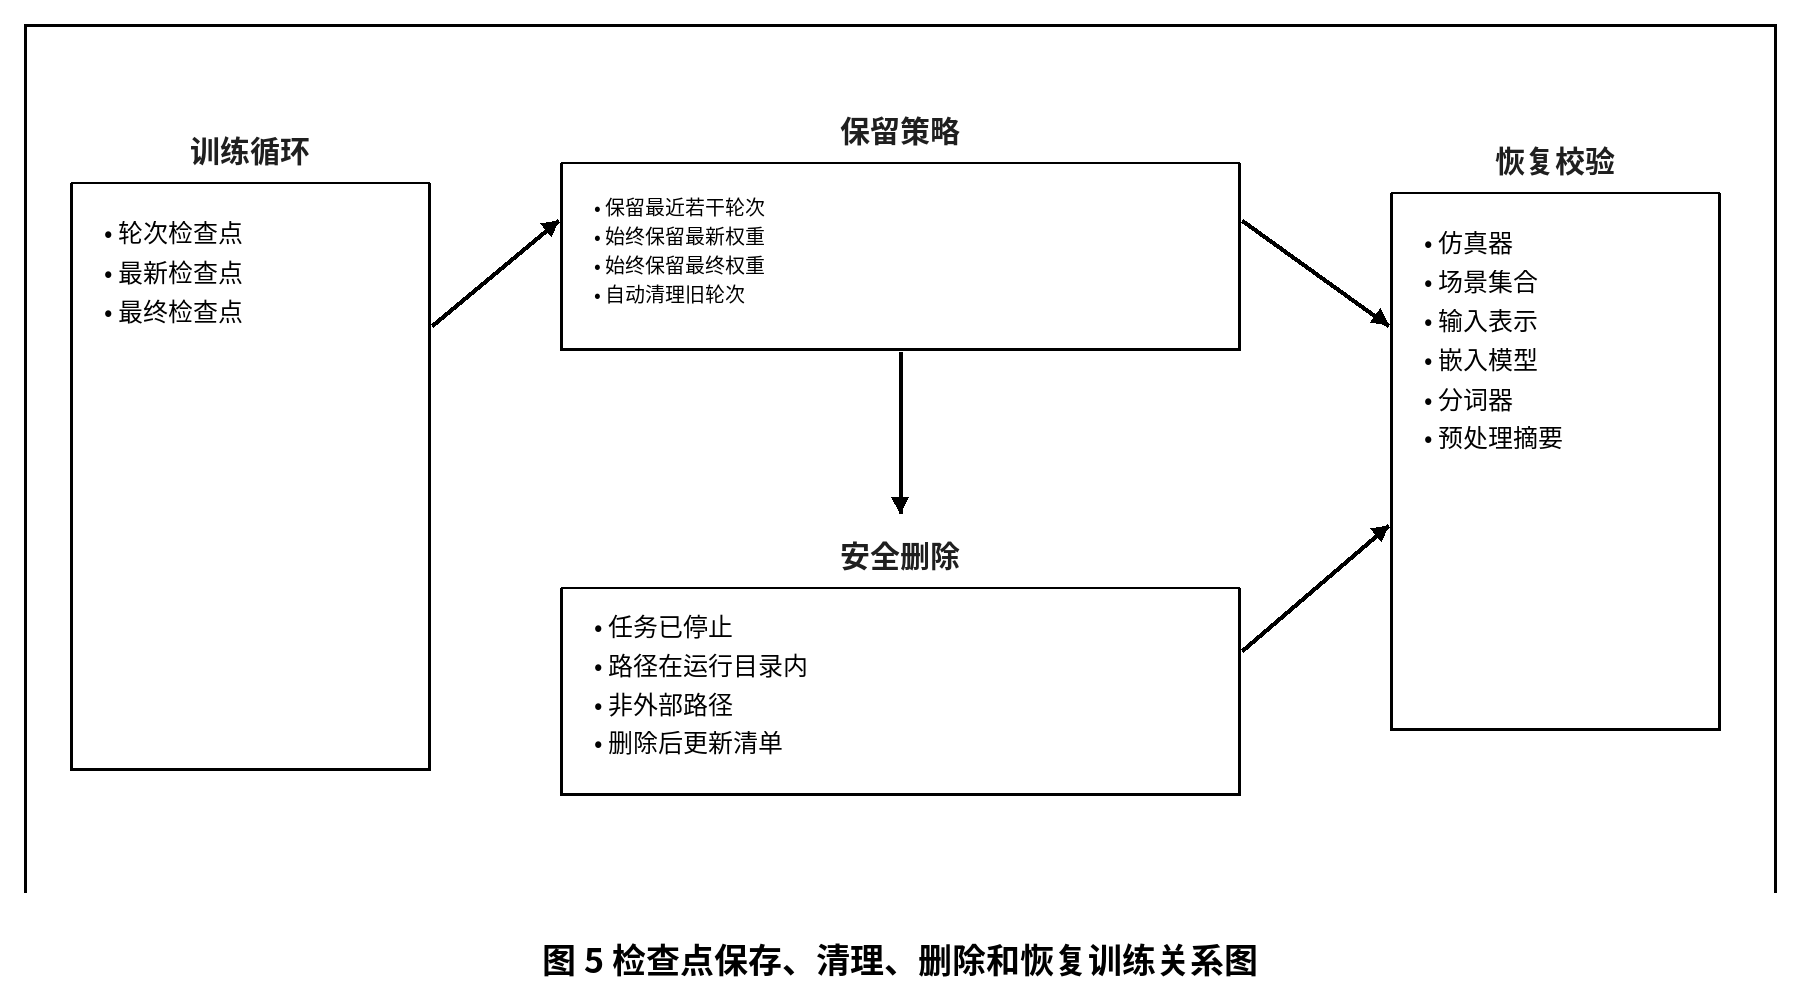 训练循环
• 轮次检查点
• 最新检查点
• 最终检查点
保留策略
• 保留最近若干轮次
• 始终保留最新权重
• 始终保留最终权重
• 自动清理旧轮次
安全删除
• 任务已停止
• 路径在运行目录内
• 非外部路径
• 删除后更新清单
恢复校验
• 仿真器
• 场景集合
• 输入表示
• 嵌入模型
• 分词器
• 预处理摘要
图 5 检查点保存、清理、删除和恢复训练关系图